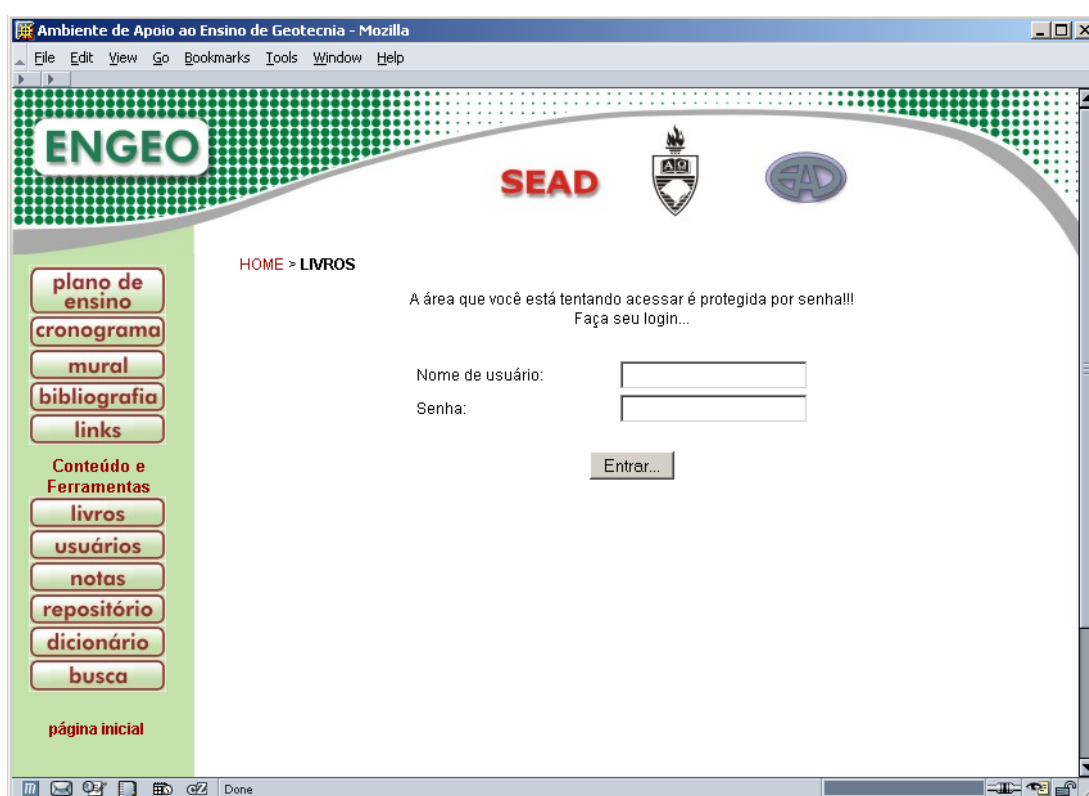 Ambiente de Apoio ao Ensino de Geotecnia - Mozilla
File Edit View Go Bookmarks Tools Window Help
ENGEO
SEAD
EAD
HOME > LIVROS
A área que você está tentando acessar é protegida por senha!!!
Faça seu login...
Nome de usuário:
Senha:
Entrar...
plano de
ensino
cronograma
mural
bibliografia
links
Conteúdo e
Ferramentas
livros
usuários
notas
repositório
dicionário
busca
página inicial
Done